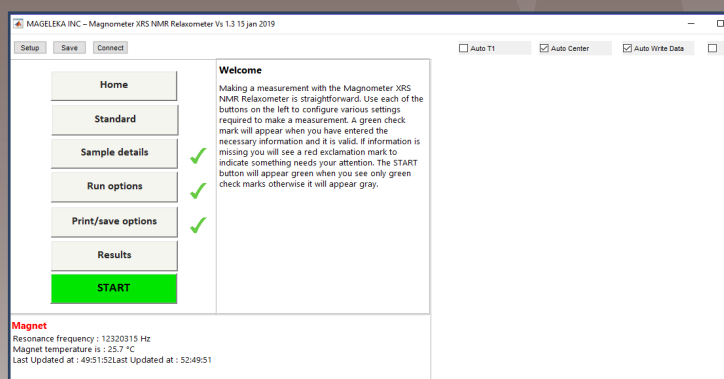 MAGELEKA INC – Magnometer XRS NMR Relaxometer Vs 1.3 15 jan 2019
Setup Save Connect Auto T1 Auto Center Auto Write Data
Home
Standard
Sample details
Run options
Print/save options
Results
START
Welcome
Making a measurement with the Magnometer XRS
NMR Relaxometer is straightforward. Use each of the
buttons on the left to configure various settings
required to make a measurement. A green check
mark will appear when you have entered the
necessary information and it is valid. If information is
missing you will see a red exclamation mark to
indicate something needs your attention. The START
button will appear green when you see only green
check marks otherwise it will appear gray.
Magnet
Resonance frequency : 12320315 Hz
Magnet temperature is : 25.7 °C
Last Updated at : 49:51:52Last Updated at : 52:49:51